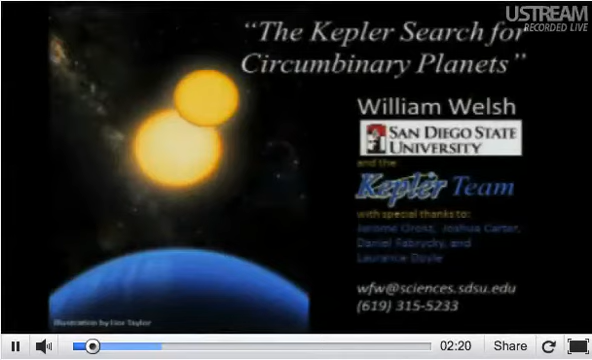 USTREAM
RECORDED LIVE
“The Kepler Search for
Circumbinary Planets”
William Welsh
SAN DIEGO STATE
UNIVERSITY
and the
Kepler Team
with special thanks to:
Jerome Orosz, Joshua Carter,
Daniel Fabrycky, and
Laurance Doyle
wfw@sciences.sdsu.edu
(619) 315-5233
Illustration by Lior Taylor
02:20 Share